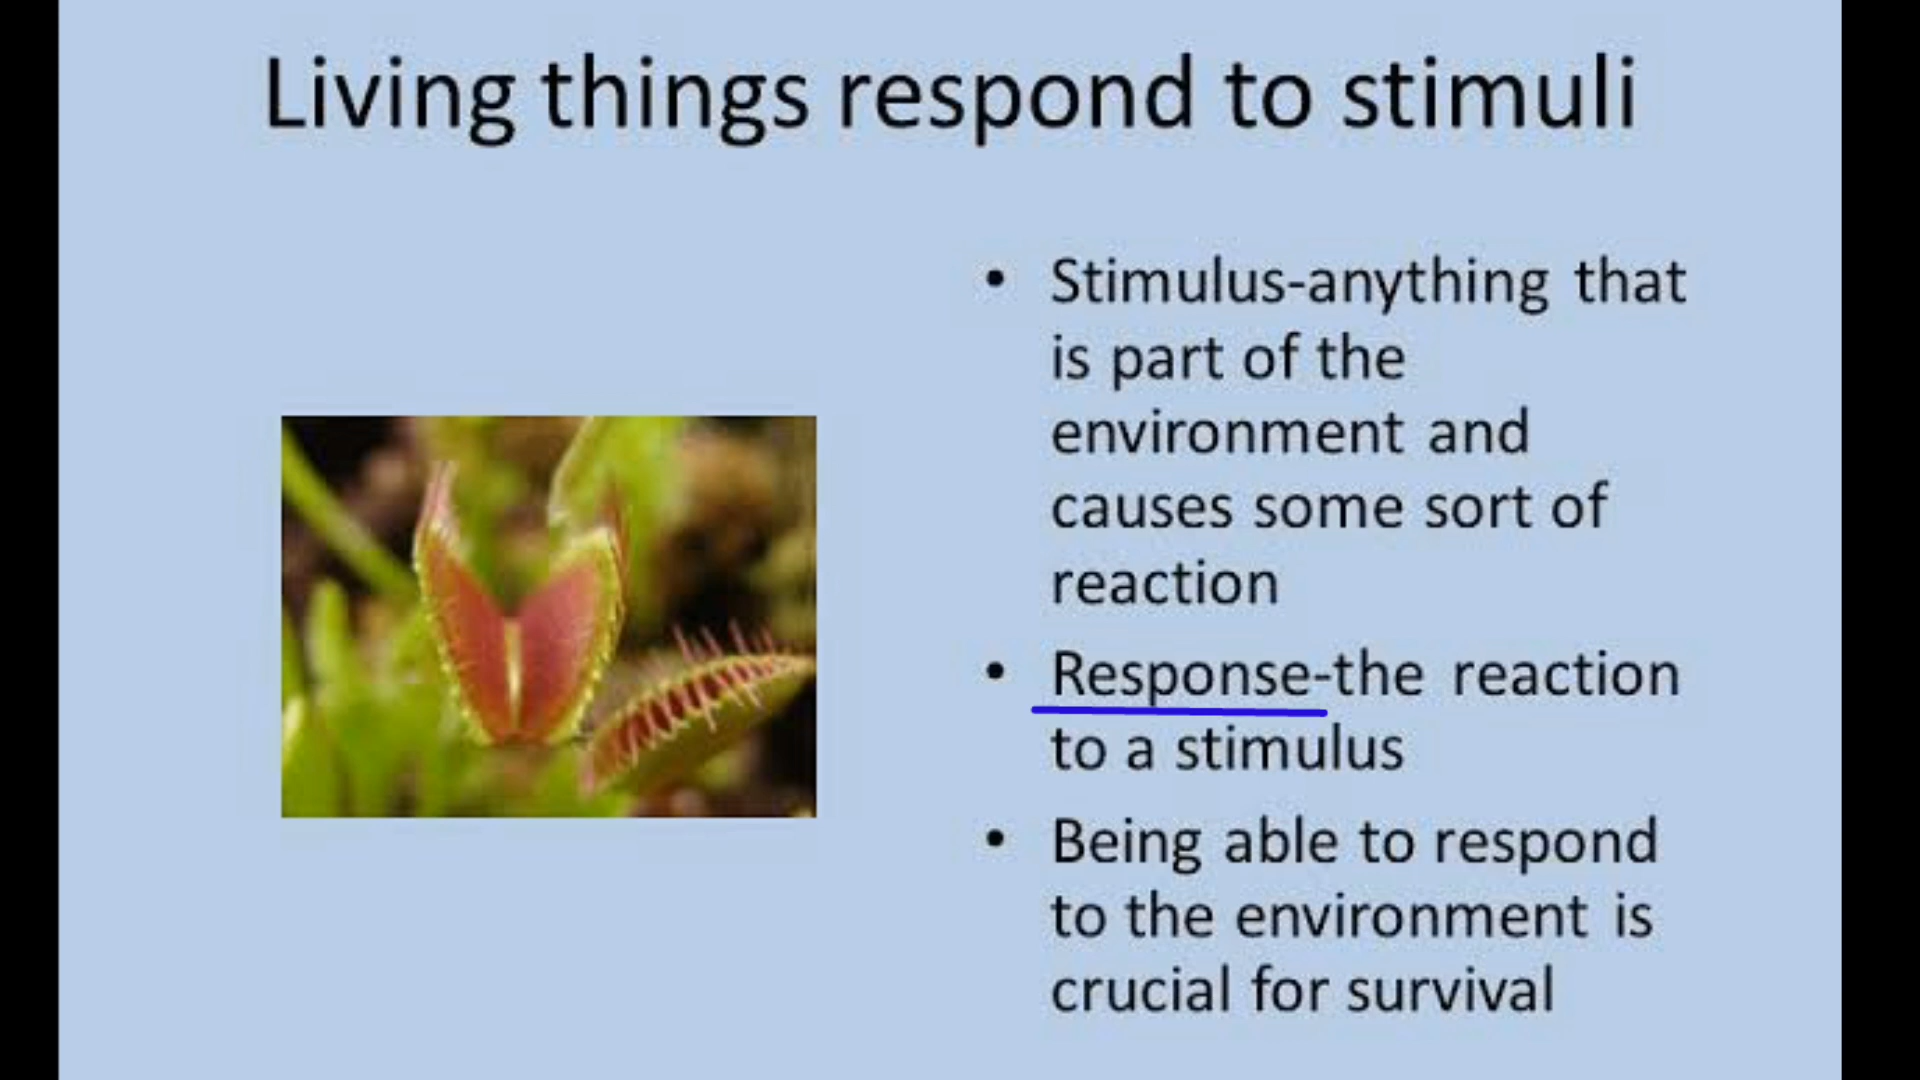 Living things respond to stimuli
• Stimulus-anything that
is part of the
environment and
causes some sort of
reaction
• Response-the reaction
to a stimulus
• Being able to respond
to the environment is
crucial for survival